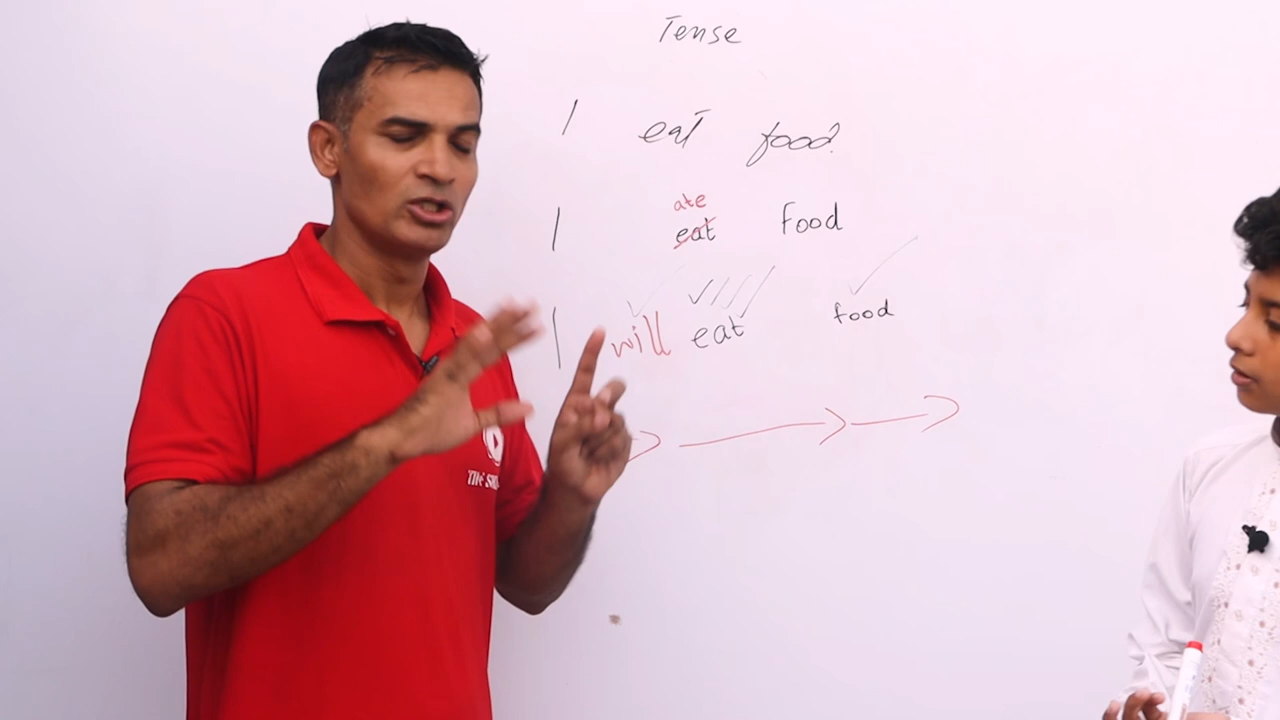 Tense
I eat food.
ate
I eat food
I will eat food